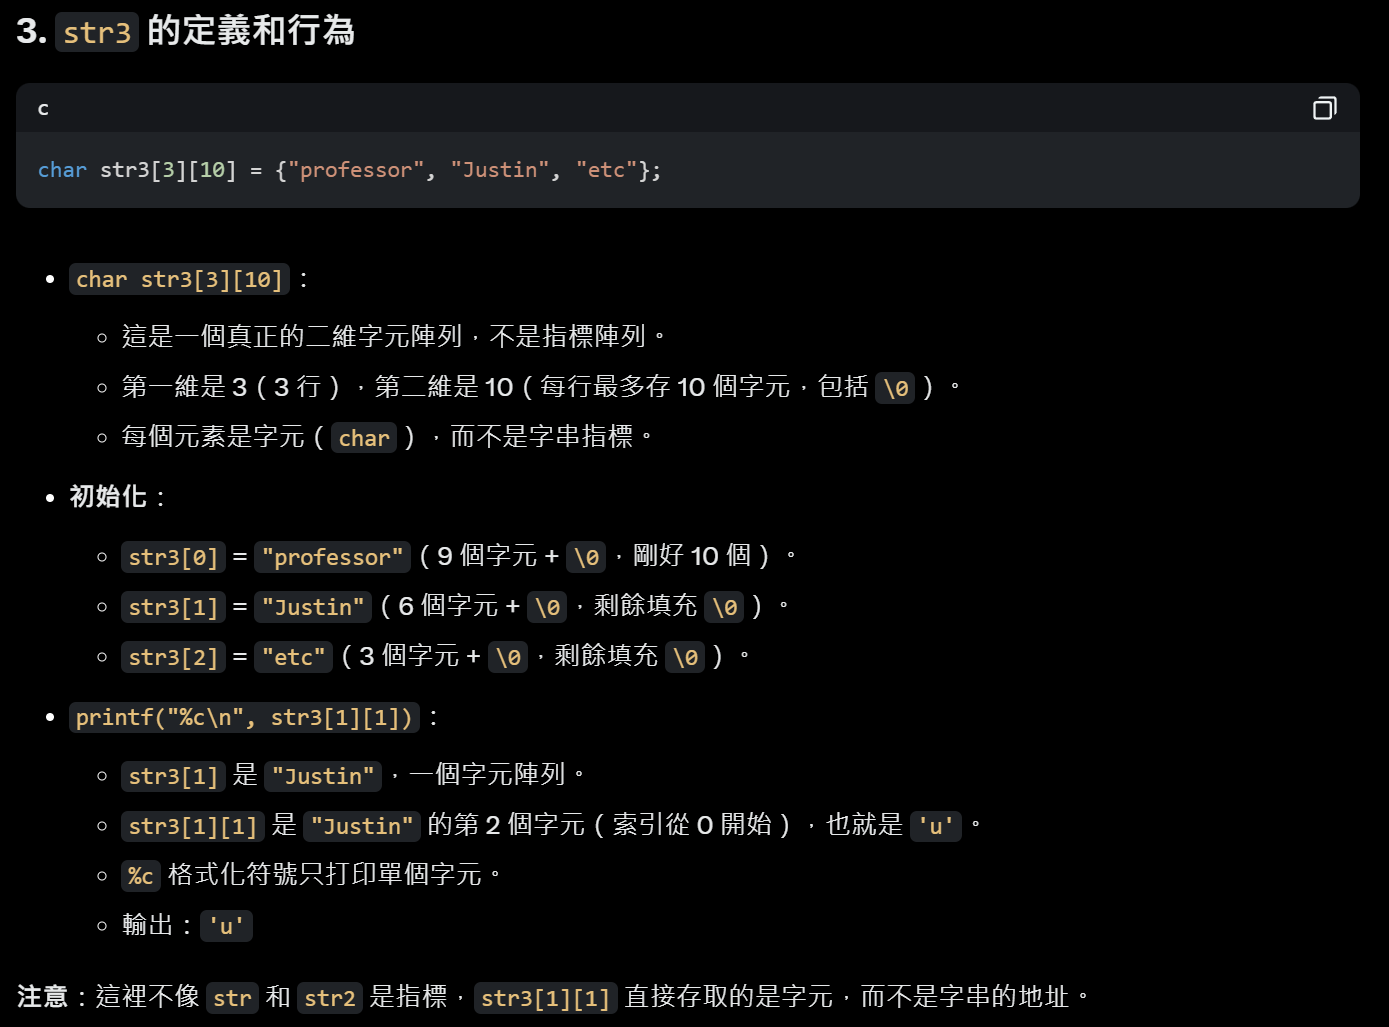 3. str3 的定義和行為
c
char str3[3][10] = {"professor", "Justin", "etc"};
• char str3[3][10]：
○ 這是一個真正的二維字元陣列，不是指標陣列。
○ 第一維是 3（3 行），第二維是 10（每行最多存 10 個字元，包括 \0）。
○ 每個元素是字元（char），而不是字串指標。
• 初始化：
○ str3[0] = "professor"（9 個字元 + \0，剛好 10 個）。
○ str3[1] = "Justin"（6 個字元 + \0，剩餘填充 \0）。
○ str3[2] = "etc"（3 個字元 + \0，剩餘填充 \0）。
• printf("%c\n", str3[1][1])：
○ str3[1] 是 "Justin"，一個字元陣列。
○ str3[1][1] 是 "Justin" 的第 2 個字元（索引從 0 開始），也就是 'u'。
○ %c 格式化符號只打印單個字元。
○ 輸出：'u'
注意：這裡不像 str 和 str2 是指標，str3[1][1] 直接存取的是字元，而不是字串的地址。